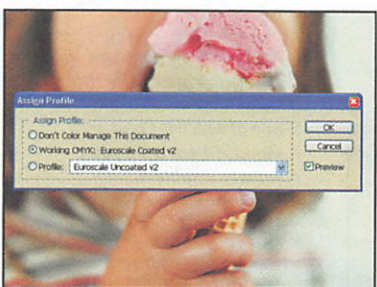 Assign Profile
Assign Profile:
Don't Color Manage This Document
Working CMYK: Euroscale Coated v2
Profile: Euroscale Uncoated v2
OK
Cancel
Preview